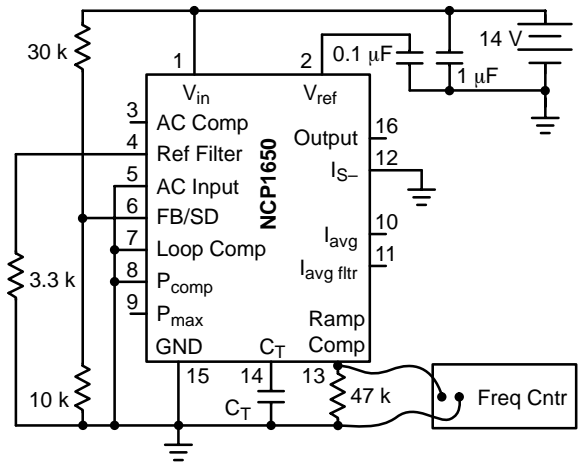 30 k
14 V
1
2
0.1 μF
1 μF
V_in
V_ref
3
AC Comp
16
Output
4
Ref Filter
12
I_S–
5
AC Input
NCP1650
6
FB/SD
10
I_avg
7
Loop Comp
11
I_avg fltr
3.3 k
8
P_comp
9
P_max
Ramp
Comp
GND
C_T
15
14
13
10 k
C_T
47 k
Freq Cntr